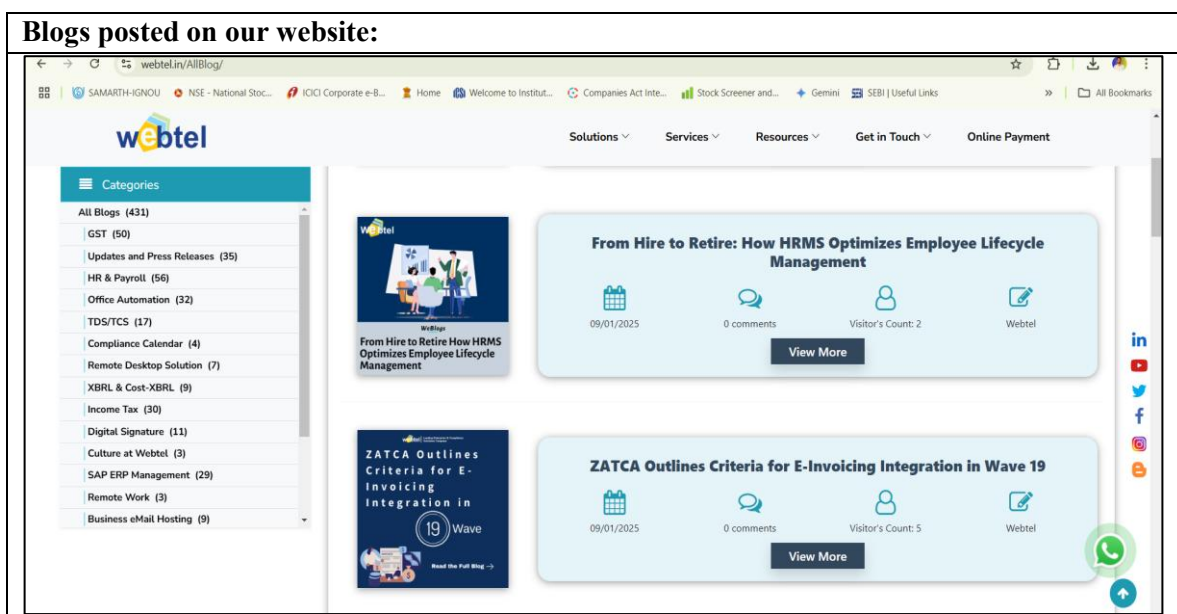 Blogs posted on our website:
webtel.in/AllBlog/
SAMARTH-IGNOU
NSE - National Stoc...
ICICI Corporate e-B...
Home
Welcome to Institut...
Companies Act Inte...
Stock Screener and...
Gemini
SEBI | Useful Links
»
All Bookmarks
webtel
Solutions
Services
Resources
Get in Touch
Online Payment
Categories
All Blogs (431)
GST (50)
Updates and Press Releases (35)
HR & Payroll (56)
Office Automation (32)
TDS/TCS (17)
Compliance Calendar (4)
Remote Desktop Solution (7)
XBRL & Cost-XBRL (9)
Income Tax (30)
Digital Signature (11)
Culture at Webtel (3)
SAP ERP Management (29)
Remote Work (3)
Business eMail Hosting (9)
Webtel
WeBlogs
From Hire to Retire How HRMS
Optimizes Employee Lifecycle
Management
From Hire to Retire: How HRMS Optimizes Employee Lifecycle
Management
09/01/2025
0 comments
Visitor's Count: 2
Webtel
View More
webtel
ZATCA Outlines
Criteria for E-
Invoicing
Integration in
19 Wave
Read the Full Blog →
ZATCA Outlines Criteria for E-Invoicing Integration in Wave 19
09/01/2025
0 comments
Visitor's Count: 5
Webtel
View More